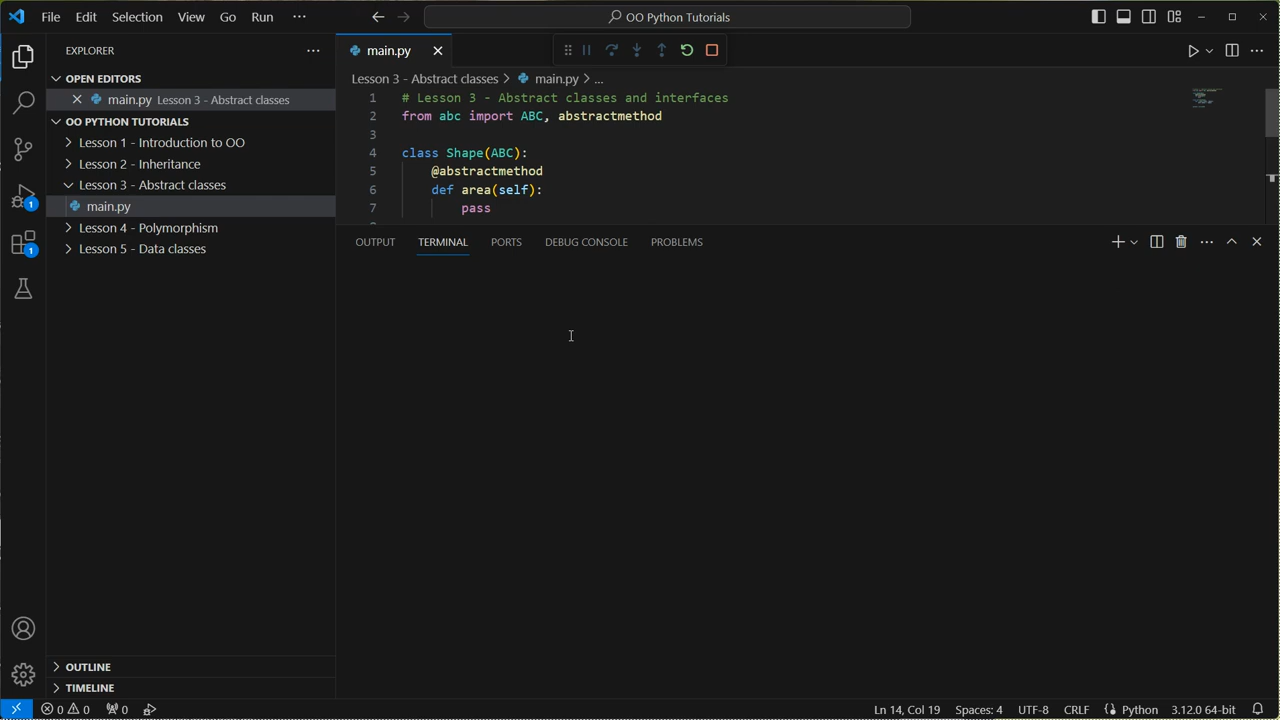 File Edit Selection View Go Run ···
OO Python Tutorials
EXPLORER
OPEN EDITORS
main.py Lesson 3 - Abstract classes
OO PYTHON TUTORIALS
Lesson 1 - Introduction to OO
Lesson 2 - Inheritance
Lesson 3 - Abstract classes
main.py
Lesson 4 - Polymorphism
Lesson 5 - Data classes
1
1
OUTLINE
TIMELINE
main.py
Lesson 3 - Abstract classes > main.py > ...
1 # Lesson 3 - Abstract classes and interfaces
2 from abc import ABC, abstractmethod
3
4 class Shape(ABC):
5 @abstractmethod
6 def area(self):
7 pass
OUTPUT TERMINAL PORTS DEBUG CONSOLE PROBLEMS
0 0 0 Ln 14, Col 19 Spaces: 4 UTF-8 CRLF Python 3.12.0 64-bit